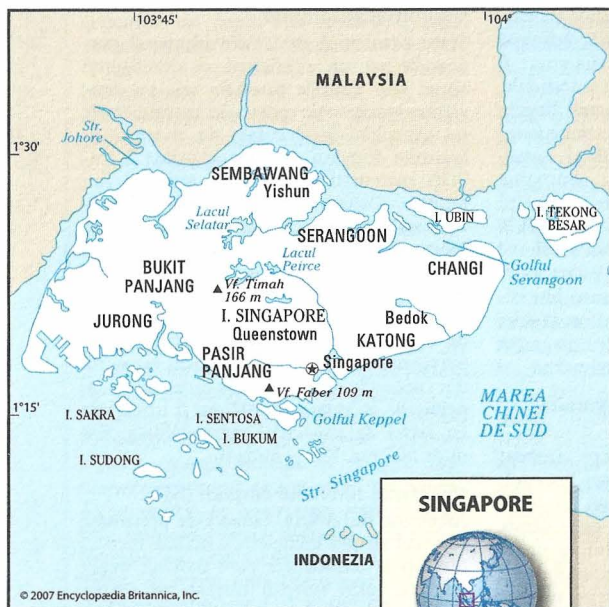 103°45'
104°
MALAYSIA
Str.
Johore
1°30'
SEMBAWANG
Yishun
Lacul
Seletar
I. UBIN
I. TEKONG
BESAR
SERANGOON
Lacul
Peirce
Golful
Serangoon
CHANGI
BUKIT
PANJANG
Vf. Timah
166 m
I. SINGAPORE
Queenstown
Bedok
JURONG
KATONG
PASIR
PANJANG
Singapore
Vf. Faber 109 m
MAREA
CHINEI
DE SUD
1°15'
I. SAKRA
I. SENTOSA
Golful Keppel
I. BUKUM
I. SUDONG
Str. Singapore
SINGAPORE
INDONEZIA
© 2007 Encyclopædia Britannica, Inc.